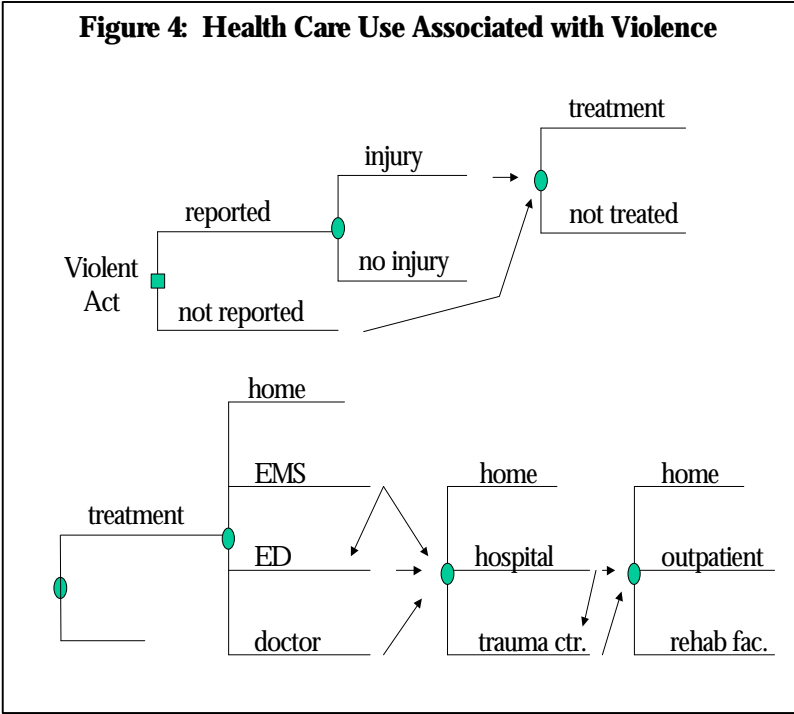 Figure 4: Health Care Use Associated with Violence
treatment
injury
reported
not treated
no injury
Violent
Act
not reported
home
EMS
home
home
treatment
ED
hospital
outpatient
doctor
trauma ctr.
rehab fac.